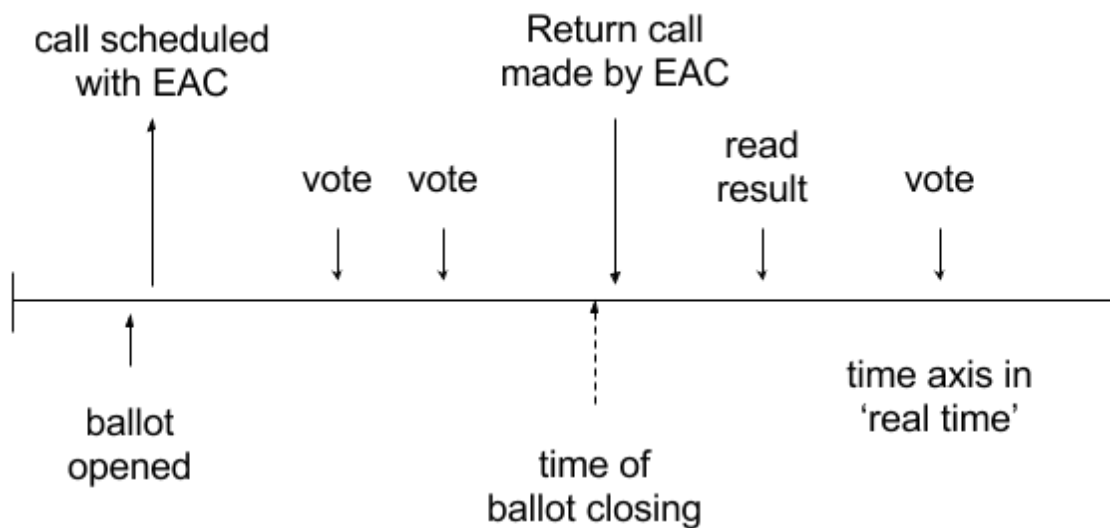 call scheduled
with EAC
Return call
made by EAC
vote
vote
read
result
vote
ballot
opened
time of
ballot closing
time axis in
‘real time’